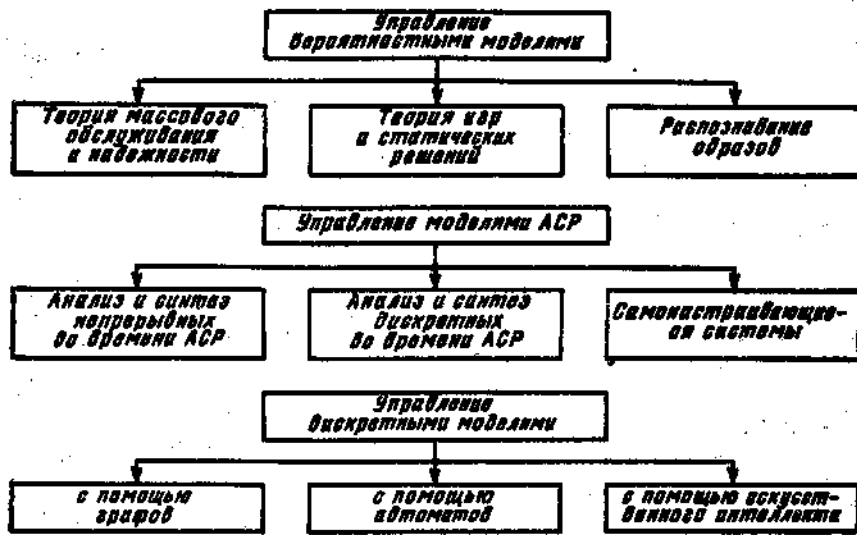 Управление
вероятностными моделями
Теория массового
обслуживания
и надежности
Теория игр
и статических
решений
Распознавание
образов
Управление моделями АСР
Анализ и синтез
непрерывных
во времени АСР
Анализ и синтез
дискретных
во времени АСР
Самонастраивающие-
ся системы
Управление
дискретными моделями
с помощью
графов
с помощью
автоматов
с помощью искусст-
венного интеллекта